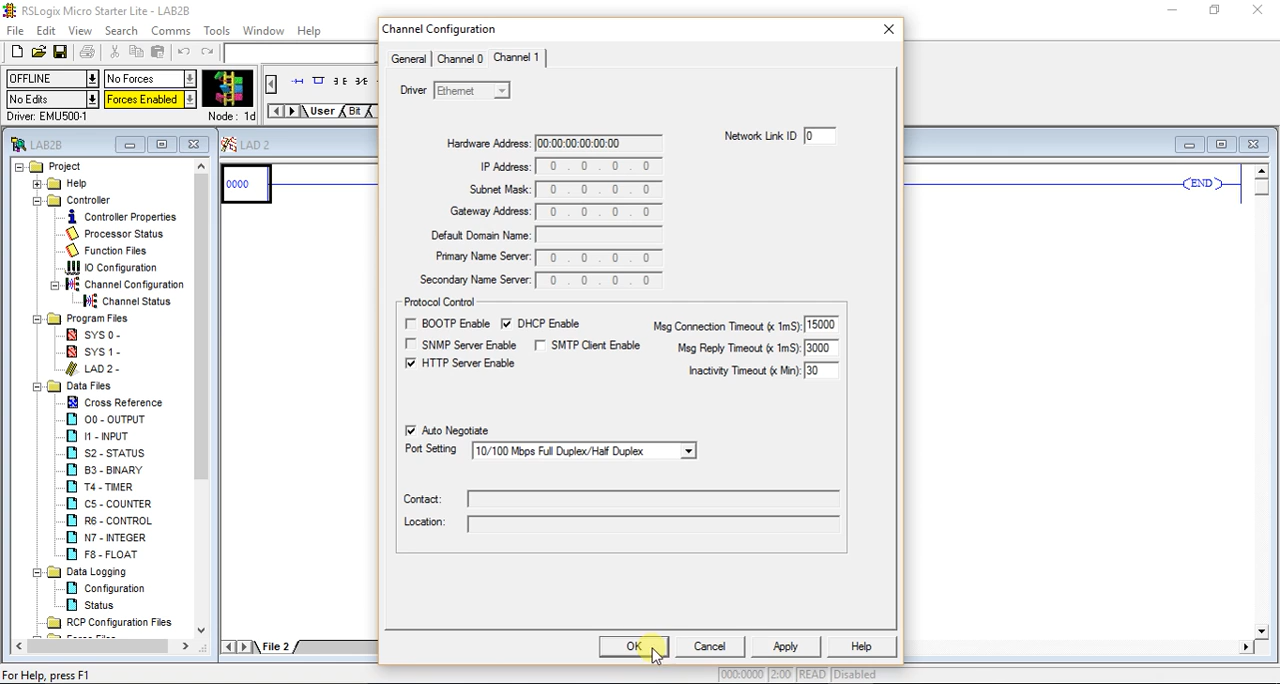 RSLogix Micro Starter Lite - LAB2B
File Edit View Search Comms Tools Window Help
OFFLINE No Forces
No Edits Forces Enabled
Driver: EMU500-1 Node: 1d
User Bit
LAB2B
Project
Help
Controller
Controller Properties
Processor Status
Function Files
IO Configuration
Channel Configuration
Channel Status
Program Files
SYS 0 -
SYS 1 -
LAD 2 -
Data Files
Cross Reference
O0 - OUTPUT
I1 - INPUT
S2 - STATUS
B3 - BINARY
T4 - TIMER
C5 - COUNTER
R6 - CONTROL
N7 - INTEGER
F8 - FLOAT
Data Logging
Configuration
Status
RCP Configuration Files
LAD 2
0000
END
File 2
Channel Configuration
General Channel 0 Channel 1
Driver Ethernet
Hardware Address: 00:00:00:00:00:00 Network Link ID 0
IP Address: 0 . 0 . 0 . 0
Subnet Mask: 0 . 0 . 0 . 0
Gateway Address: 0 . 0 . 0 . 0
Default Domain Name:
Primary Name Server: 0 . 0 . 0 . 0
Secondary Name Server: 0 . 0 . 0 . 0
Protocol Control
BOOTP Enable DHCP Enable Msg Connection Timeout (x 1mS): 15000
SNMP Server Enable SMTP Client Enable Msg Reply Timeout (x 1mS): 3000
HTTP Server Enable Inactivity Timeout (x Min): 30
Auto Negotiate
Port Setting 10/100 Mbps Full Duplex/Half Duplex
Contact:
Location:
OK Cancel Apply Help
For Help, press F1 000:0000 2:00 READ Disabled